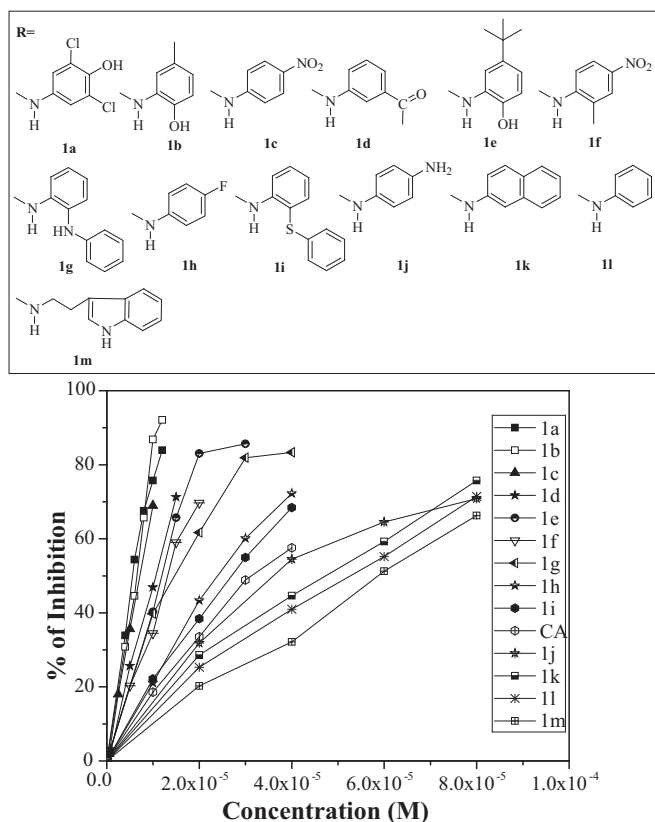 R=
Cl OH Cl N H 1a
N H OH 1b
NO2 N H 1c
N H O 1d
N H OH 1e
NO2 N H 1f
N H HN 1g
F N H 1h
N H S 1i
NH2 N H 1j
N H 1k
N H 1l
N H N H 1m
100
80
60
40
20
0
% of Inhibition
1a
1b
1c
1d
1e
1f
1g
1h
1i
CA
1j
1k
1l
1m
0.0 2.0x10-5 4.0x10-5 6.0x10-5 8.0x10-5 1.0x10-4
Concentration (M)